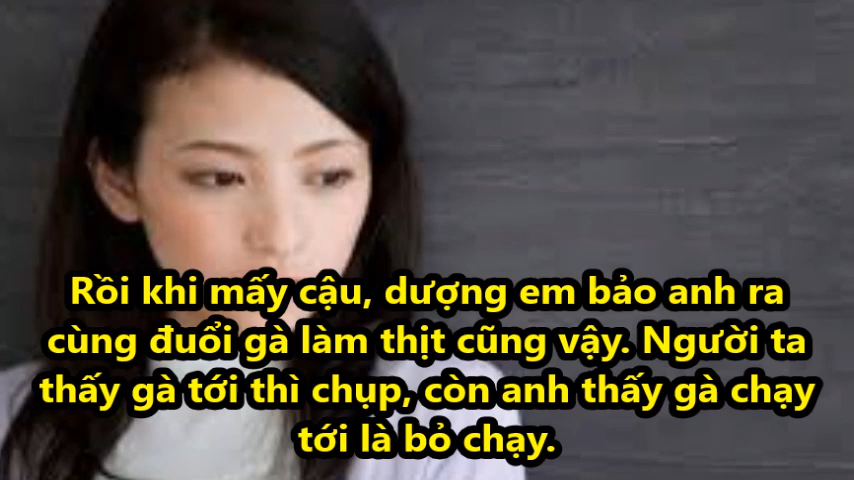 Rồi khi mấy cậu, dượng em bảo anh ra
cùng đuổi gà làm thịt cũng vậy. Người ta
thấy gà tới thì chụp, còn anh thấy gà chạy
tới là bỏ chạy.